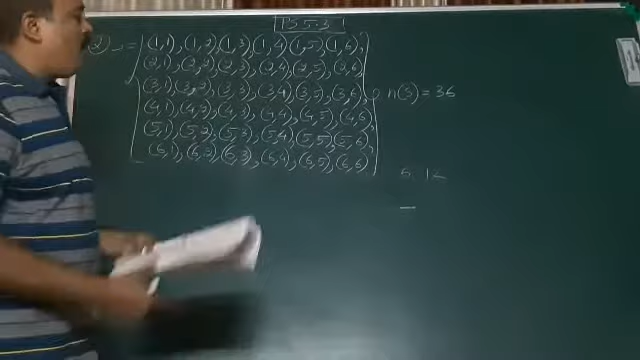 T.S 5.3
2) S = {(1,1), (1,2), (1,3), (1,4), (1,5), (1,6),
(2,1), (2,2), (2,3), (2,4), (2,5), (2,6),
(3,1), (3,2), (3,3), (3,4), (3,5), (3,6), n(S) = 36
(4,1), (4,2), (4,3), (4,4), (4,5), (4,6),
(5,1), (5,2), (5,3), (5,4), (5,5), (5,6),
(6,1), (6,2), (6,3), (6,4), (6,5), (6,6)}